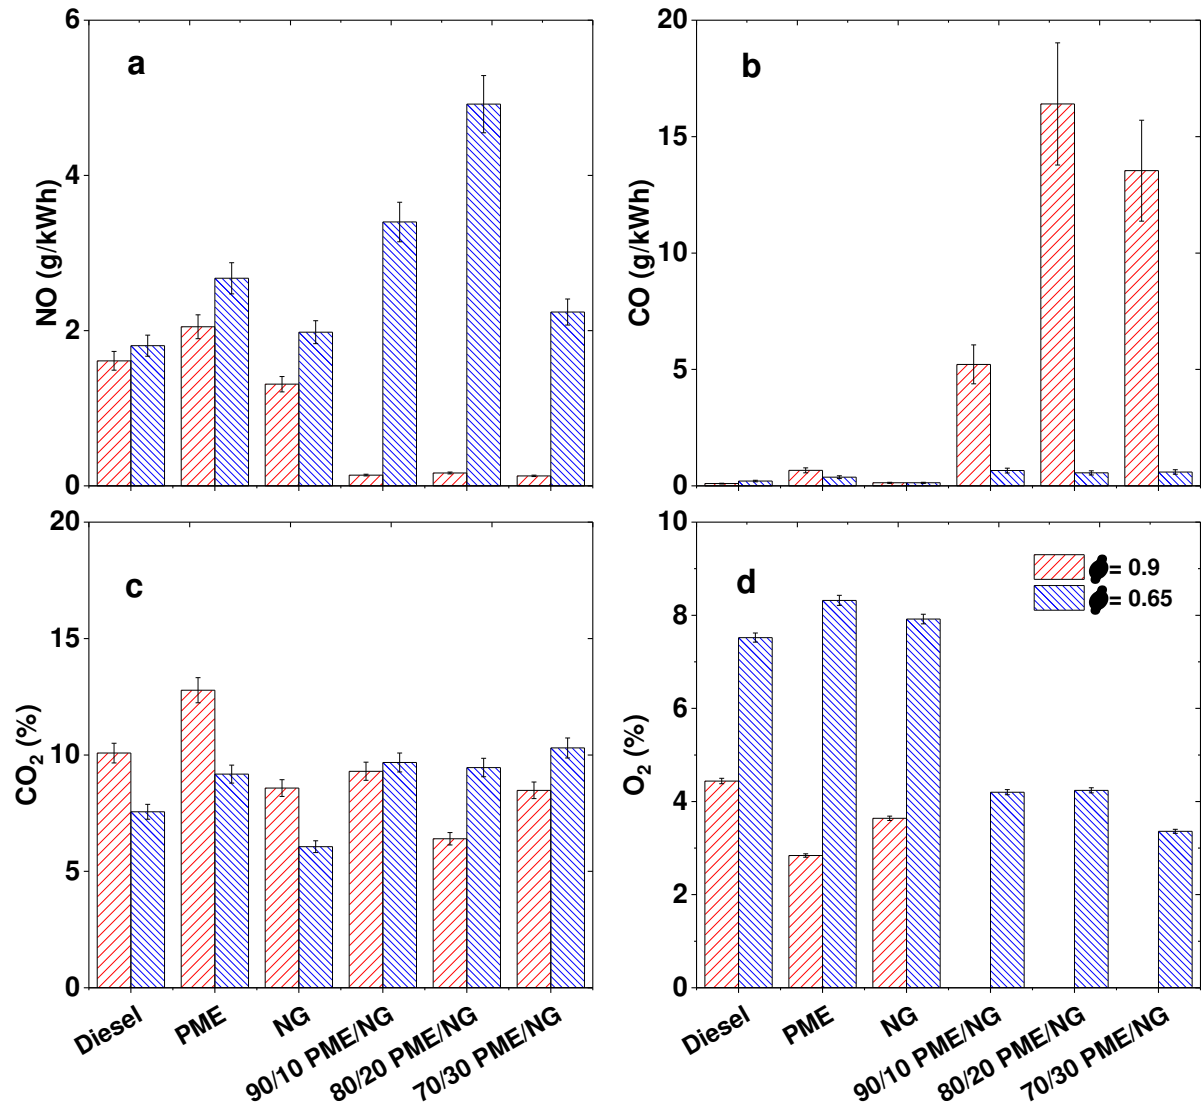 6
4
2
0
NO (g/kWh)
a
20
15
10
5
0
CO (g/kWh)
b
20
15
10
5
0
CO₂ (%)
c
Diesel
PME
NG
90/10 PME/NG
80/20 PME/NG
70/30 PME/NG
10
8
6
4
2
0
O₂ (%)
d
= 0.9
= 0.65
Diesel
PME
NG
90/10 PME/NG
80/20 PME/NG
70/30 PME/NG